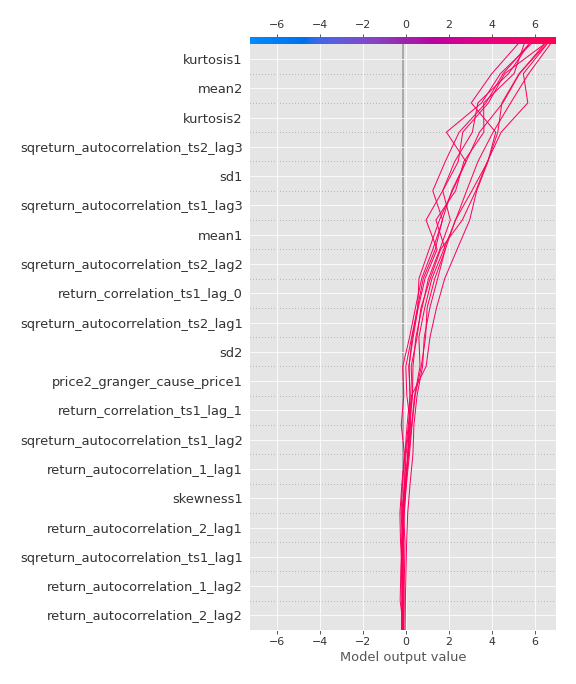 −6 −4 −2 0 2 4 6
kurtosis1
mean2
kurtosis2
sqreturn_autocorrelation_ts2_lag3
sd1
sqreturn_autocorrelation_ts1_lag3
mean1
sqreturn_autocorrelation_ts2_lag2
return_correlation_ts1_lag_0
sqreturn_autocorrelation_ts2_lag1
sd2
price2_granger_cause_price1
return_correlation_ts1_lag_1
sqreturn_autocorrelation_ts1_lag2
return_autocorrelation_1_lag1
skewness1
return_autocorrelation_2_lag1
sqreturn_autocorrelation_ts1_lag1
return_autocorrelation_1_lag2
return_autocorrelation_2_lag2
−6 −4 −2 0 2 4 6
Model output value